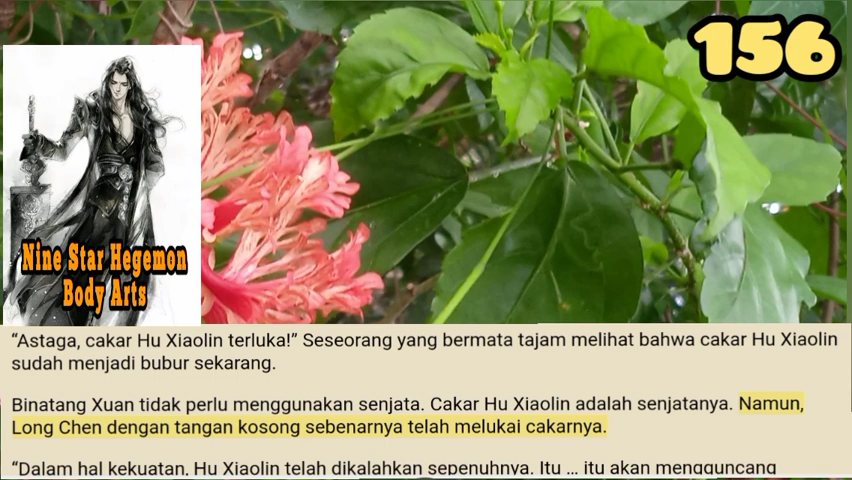 156
Nine Star Hegemon
Body Arts
“Astaga, cakar Hu Xiaolin terluka!” Seseorang yang bermata tajam melihat bahwa cakar Hu Xiaolin
sudah menjadi bubur sekarang.
Binatang Xuan tidak perlu menggunakan senjata. Cakar Hu Xiaolin adalah senjatanya. Namun,
Long Chen dengan tangan kosong sebenarnya telah melukai cakarnya.
“Dalam hal kekuatan, Hu Xiaolin telah dikalahkan sepenuhnya. Itu ... itu akan mengguncang